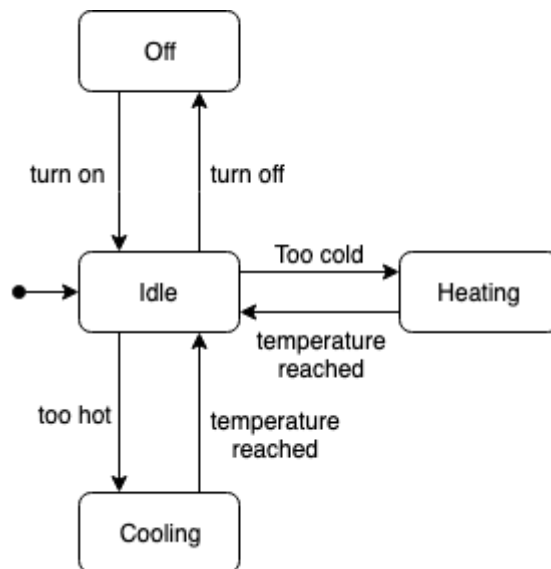 Off
turn on
turn off
Too cold
Idle
Heating
temperature
reached
too hot
temperature
reached
Cooling